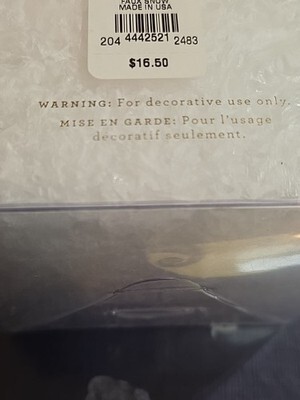 FAUX SNOW
MADE IN USA
204 4442521 2483
$16.50
WARNING: For decorative use only.
MISE EN GARDE: Pour l'usage
decoratif seulement.